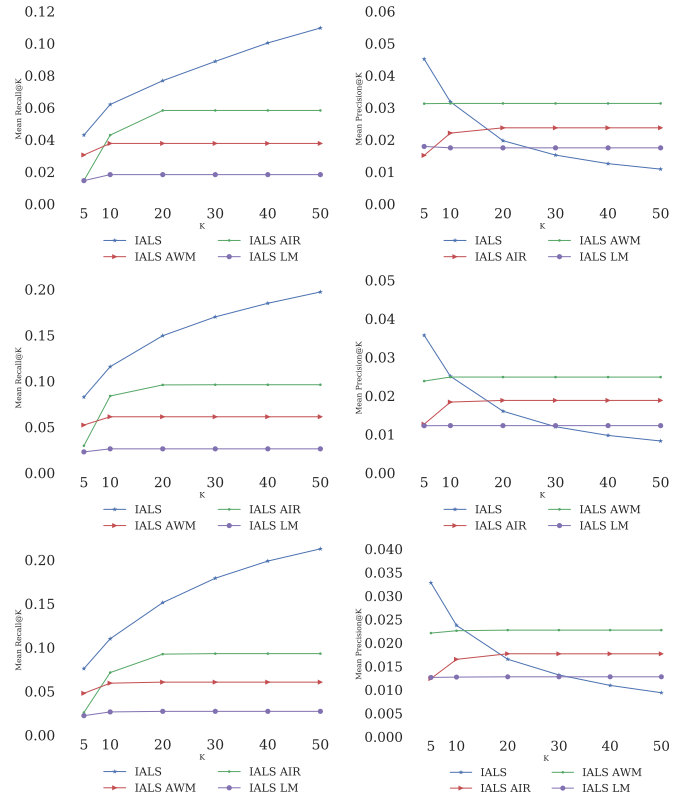 0.12
0.10
0.08
0.06
0.04
0.02
0.00
Mean Recall@K
5 10 20 30 40 50
K
IALS IALS AIR
IALS AWM IALS LM
0.06
0.05
0.04
0.03
0.02
0.01
0.00
Mean Precision@K
5 10 20 30 40 50
K
IALS IALS AWM
IALS AIR IALS LM
0.20
0.15
0.10
0.05
0.00
Mean Recall@K
5 10 20 30 40 50
K
IALS IALS AIR
IALS AWM IALS LM
0.05
0.04
0.03
0.02
0.01
0.00
Mean Precision@K
5 10 20 30 40 50
K
IALS IALS AWM
IALS AIR IALS LM
0.20
0.15
0.10
0.05
0.00
Mean Recall@K
5 10 20 30 40 50
K
IALS IALS AIR
IALS AWM IALS LM
0.040
0.035
0.030
0.025
0.020
0.015
0.010
0.005
0.000
Mean Precision@K
5 10 20 30 40 50
K
IALS IALS AWM
IALS AIR IALS LM